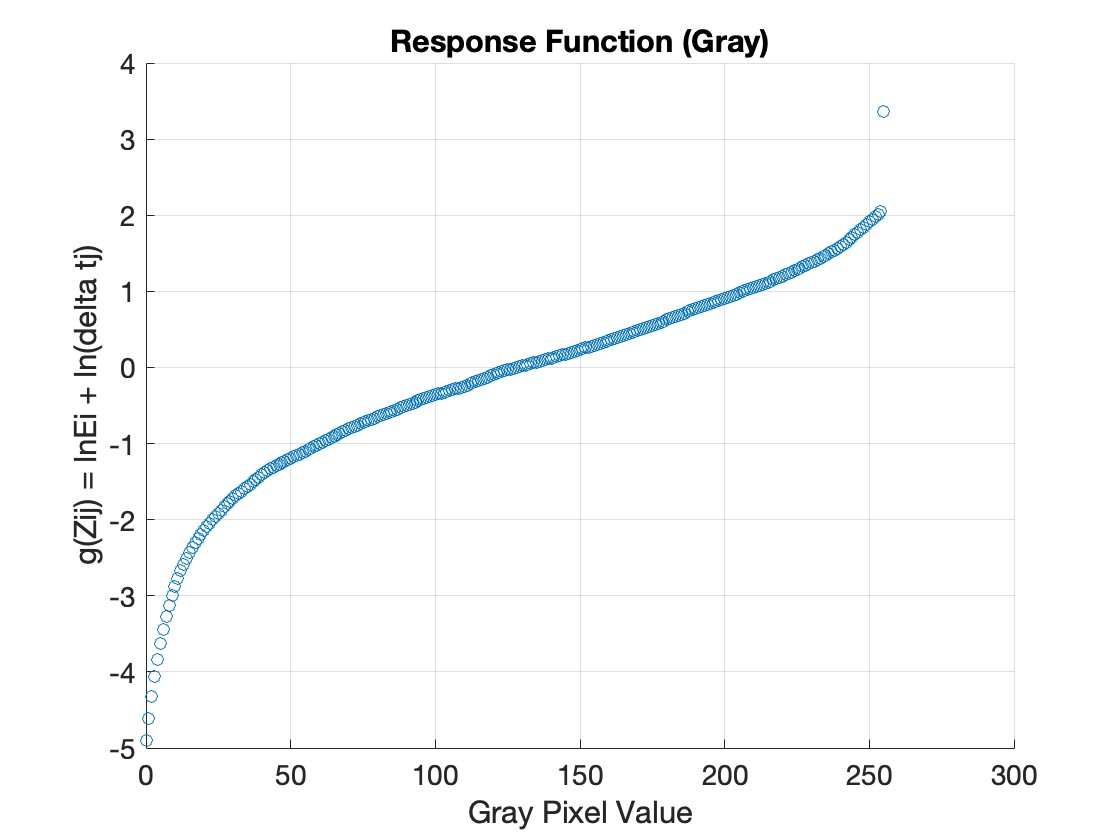 Response Function (Gray)
4
3
2
1
0
-1
-2
-3
-4
-5
g(Zij) = lnEi + ln(delta tj)
0 50 100 150 200 250 300
Gray Pixel Value